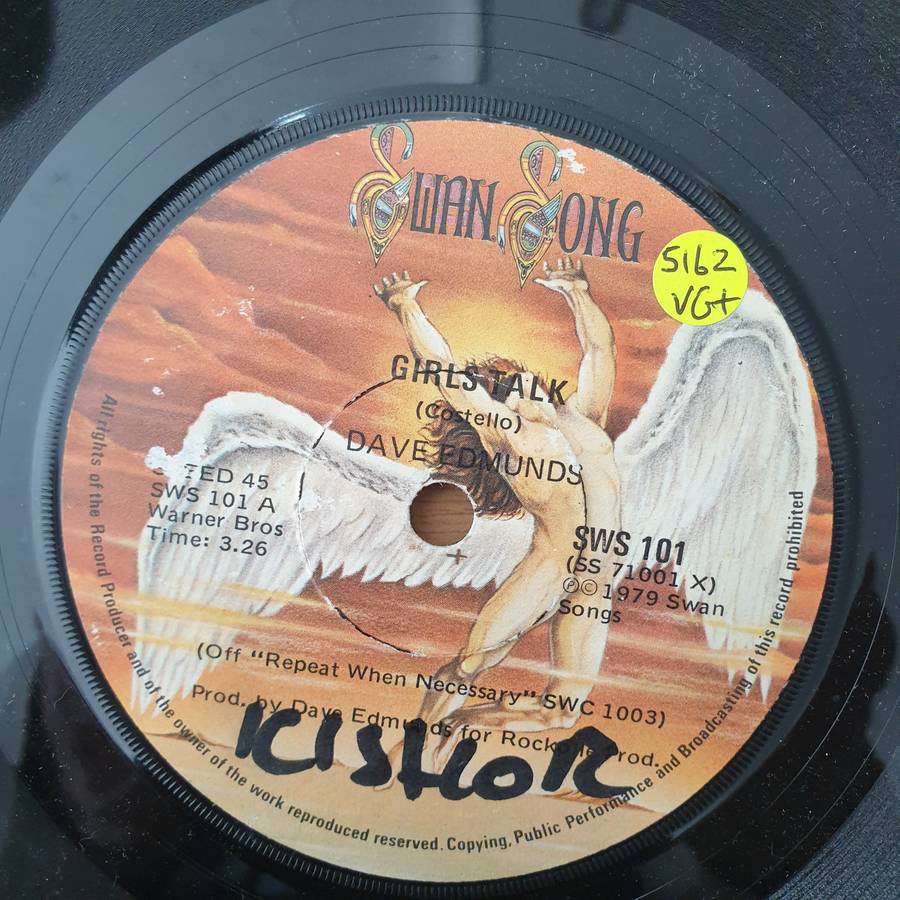 SWAN SONG
5162
VG+
GIRLS TALK
(Costello)
DAVE EDMUNDS
TED 45
SWS 101 A
Warner Bros
Time: 3.26
SWS 101
(SS 71001 X)
Ⓟ©1979 Swan
Songs
(Off "Repeat When Necessary" SWC 1003)
Prod. by Dave Edmunds for Rockpile Prod.
KISHOR
All rights of the Record Producer and of the owner of the work reproduced reserved. Copying, Public Performance and Broadcasting of this record prohibited